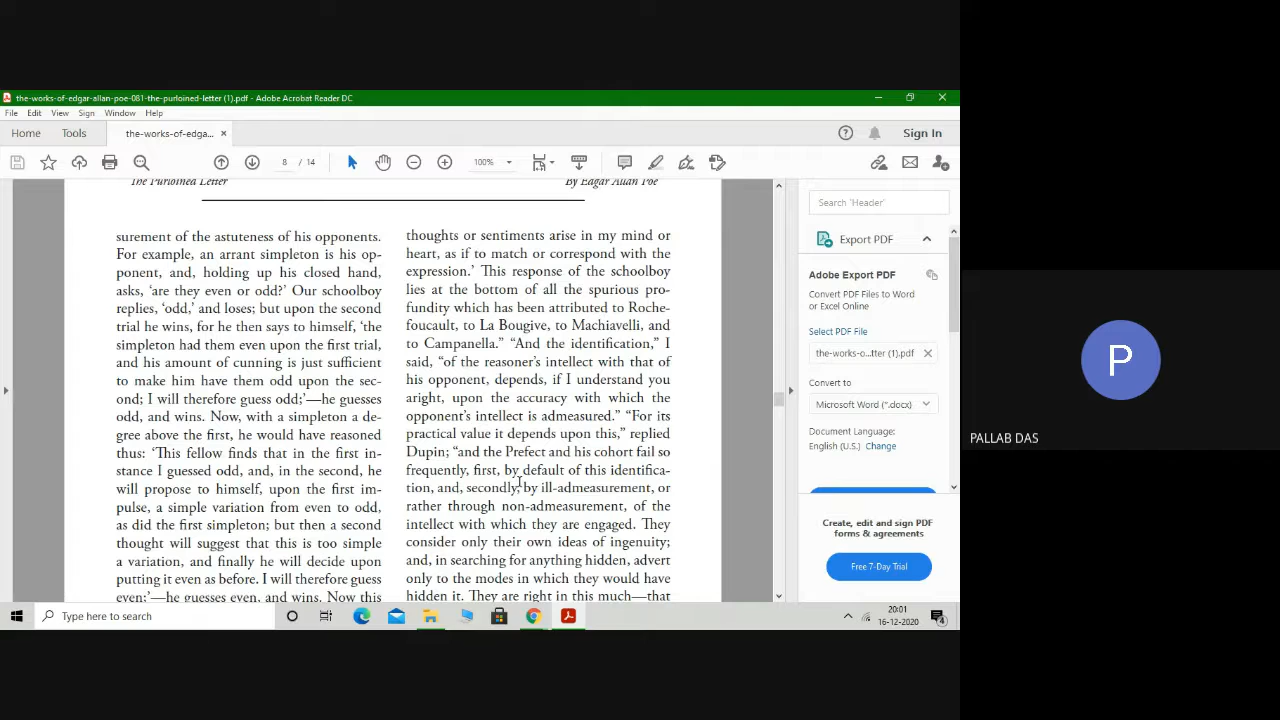 the-works-of-edgar-allan-poe-081-the-purloined-letter (1).pdf - Adobe Acrobat Reader DC
File Edit View Sign Window Help
Home Tools the-works-of-edga... × Sign In
8 / 14 100%
The Purloined Letter
By Edgar Allan Poe
surement of the astuteness of his opponents.
For example, an arrant simpleton is his op-
ponent, and, holding up his closed hand,
asks, ‘are they even or odd?’ Our schoolboy
replies, ‘odd,’ and loses; but upon the second
trial he wins, for he then says to himself, ‘the
simpleton had them even upon the first trial,
and his amount of cunning is just sufficient
to make him have them odd upon the sec-
ond; I will therefore guess odd;’—he guesses
odd, and wins. Now, with a simpleton a de-
gree above the first, he would have reasoned
thus: ‘This fellow finds that in the first in-
stance I guessed odd, and, in the second, he
will propose to himself, upon the first im-
pulse, a simple variation from even to odd,
as did the first simpleton; but then a second
thought will suggest that this is too simple
a variation, and finally he will decide upon
putting it even as before. I will therefore guess
even;’—he guesses even, and wins. Now this
thoughts or sentiments arise in my mind or
heart, as if to match or correspond with the
expression.’ This response of the schoolboy
lies at the bottom of all the spurious pro-
fundity which has been attributed to Roche-
foucault, to La Bougive, to Machiavelli, and
to Campanella.” “And the identification,” I
said, “of the reasoner’s intellect with that of
his opponent, depends, if I understand you
aright, upon the accuracy with which the
opponent’s intellect is admeasured.” “For its
practical value it depends upon this,” replied
Dupin; “and the Prefect and his cohort fail so
frequently, first, by default of this identifica-
tion, and, secondly, by ill-admeasurement, or
rather through non-admeasurement, of the
intellect with which they are engaged. They
consider only their own ideas of ingenuity;
and, in searching for anything hidden, advert
only to the modes in which they would have
hidden it. They are right in this much—that
Search 'Header'
Export PDF
Adobe Export PDF
Convert PDF Files to Word
or Excel Online
Select PDF File
the-works-o...tter (1).pdf
Convert to
Microsoft Word (*.docx)
Document Language:
English (U.S.) Change
Create, edit and sign PDF
forms & agreements
Free 7-Day Trial
Type here to search
20:01
16-12-2020
4
P
PALLAB DAS